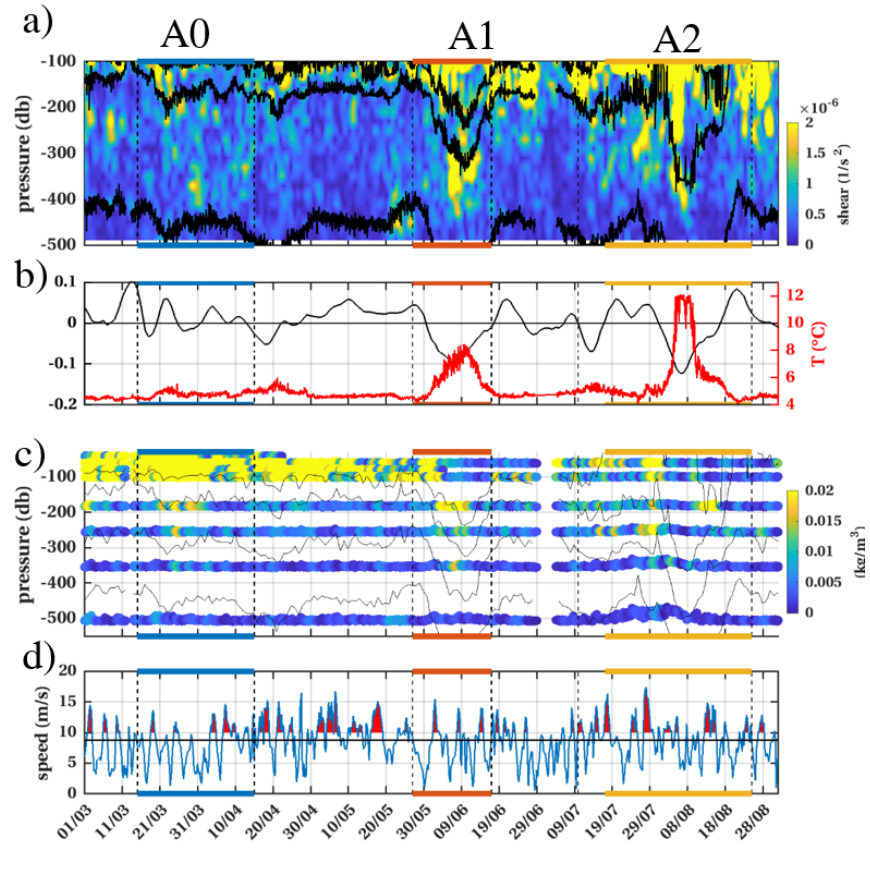 a)
A0 A1 A2
-100
-200
-300
-400
-500
pressure (db)
×10⁻⁶
2
1.5
1
0.5
0
shear (1/s ²)
b)
0.1
0
-0.1
-0.2
12
10
8
6
4
T (°C)
c)
-100
-200
-300
-400
-500
pressure (db)
0.02
0.015
0.01
0.005
0
(kg/m³)
d)
20
15
10
5
0
speed (m/s)
01/03 11/03 21/03 31/03 10/04 20/04 30/04 10/05 20/05 30/05 09/06 19/06 29/06 09/07 19/07 29/07 08/08 18/08 28/08